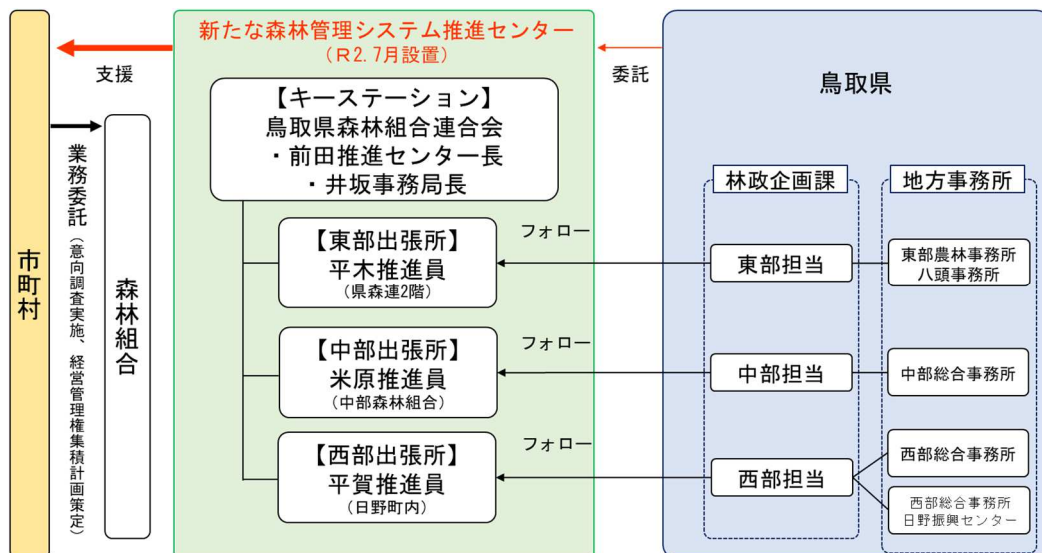 市町村
支援
業務委託
（意向調査実施、経営管理権集積計画策定）
森林組合
新たな森林管理システム推進センター
（R2.7月設置）
【キーステーション】
鳥取県森林組合連合会
・前田推進センター長
・井坂事務局長
【東部出張所】
平木推進員
（県森連2階）
【中部出張所】
米原推進員
（中部森林組合）
【西部出張所】
平賀推進員
（日野町内）
フォロー
フォロー
フォロー
委託
鳥取県
林政企画課
東部担当
中部担当
西部担当
地方事務所
東部農林事務所
八頭事務所
中部総合事務所
西部総合事務所
西部総合事務所
日野振興センター